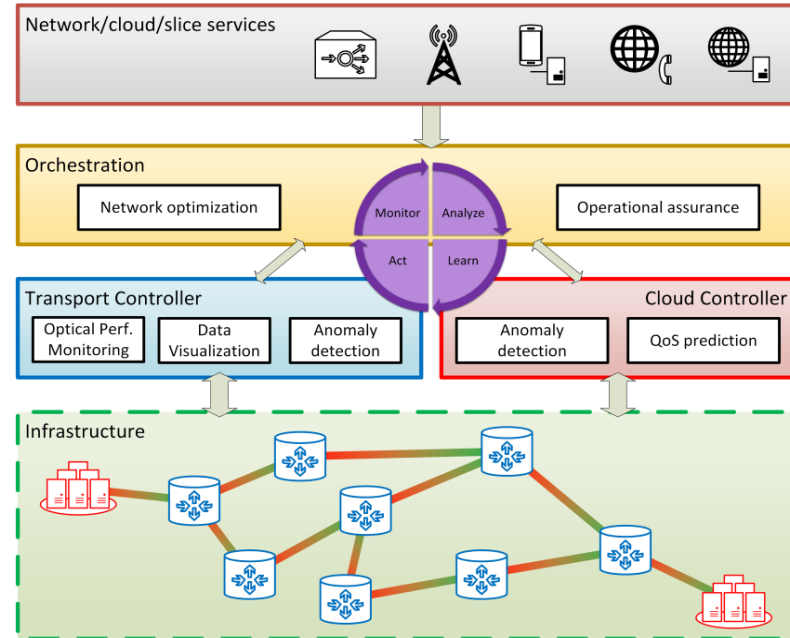 Network/cloud/slice services
Orchestration
Network optimization
Monitor
Analyze
Operational assurance
Act
Learn
Transport Controller
Optical Perf.
Monitoring
Data
Visualization
Anomaly
detection
Cloud Controller
Anomaly
detection
QoS prediction
Infrastructure